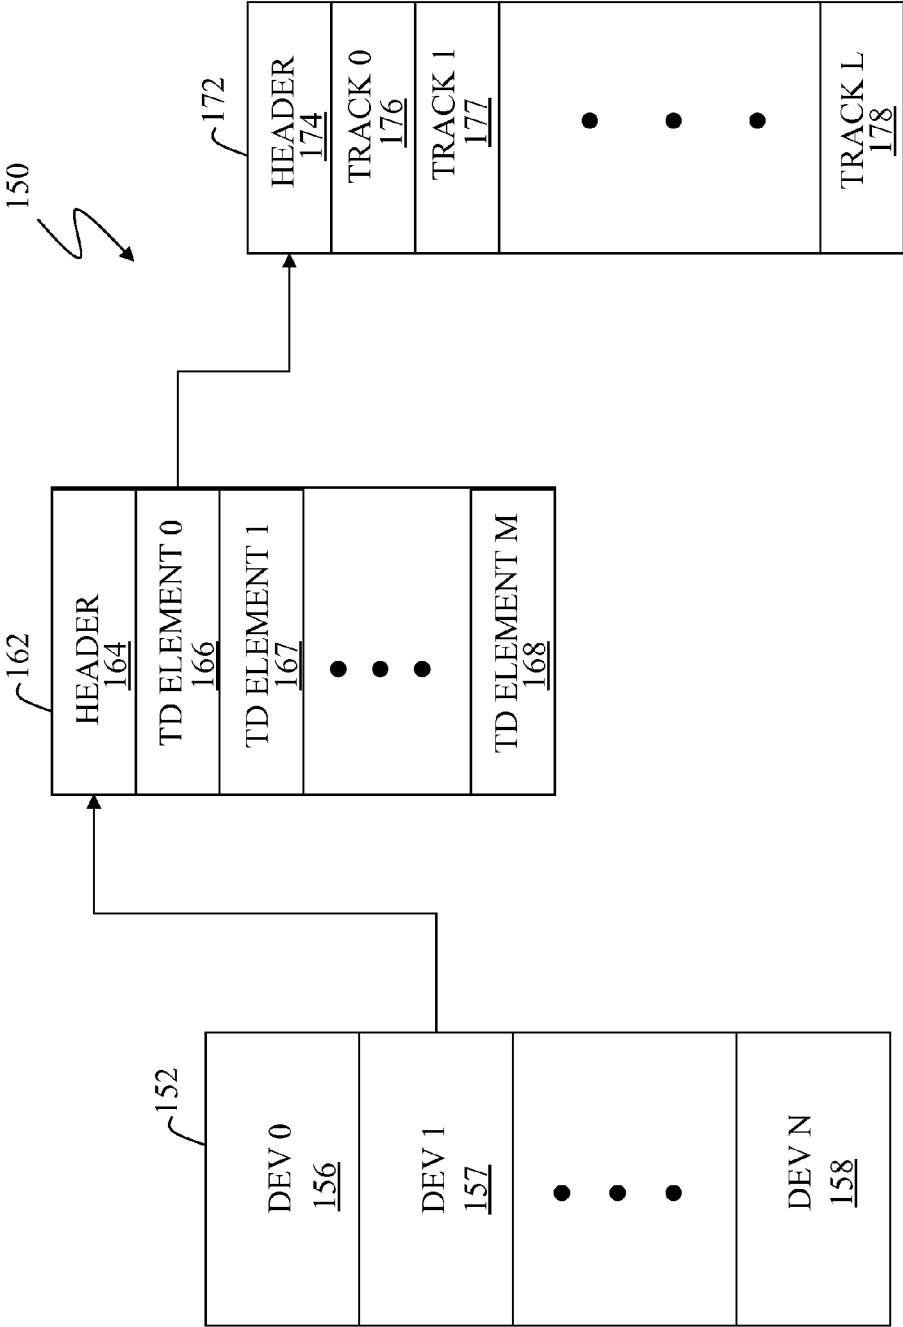 150
152
DEV 0
156
DEV 1
157
DEV N
158
162
HEADER
164
TD ELEMENT 0
166
TD ELEMENT 1
167
TD ELEMENT M
168
172
HEADER
174
TRACK 0
176
TRACK 1
177
TRACK L
178